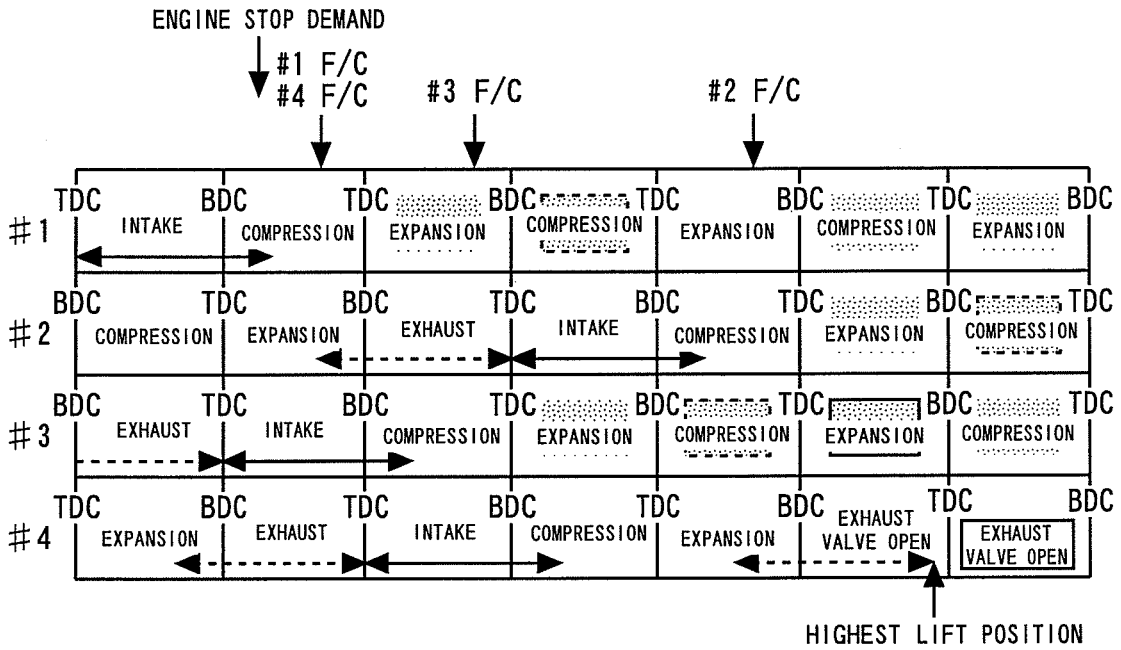 ENGINE STOP DEMAND
#1 F/C
#4 F/C
#3 F/C
#2 F/C
TDC BDC TDC BDC TDC BDC TDC BDC
#1 INTAKE COMPRESSION EXPANSION COMPRESSION EXPANSION COMPRESSION EXPANSION
BDC TDC BDC TDC BDC TDC BDC TDC
#2 COMPRESSION EXPANSION EXHAUST INTAKE COMPRESSION EXPANSION COMPRESSION
BDC TDC BDC TDC BDC TDC BDC TDC
#3 EXHAUST INTAKE COMPRESSION EXPANSION COMPRESSION EXPANSION COMPRESSION
TDC BDC TDC BDC TDC BDC TDC BDC
#4 EXPANSION EXHAUST INTAKE COMPRESSION EXPANSION EXHAUST VALVE OPEN EXHAUST VALVE OPEN
HIGHEST LIFT POSITION